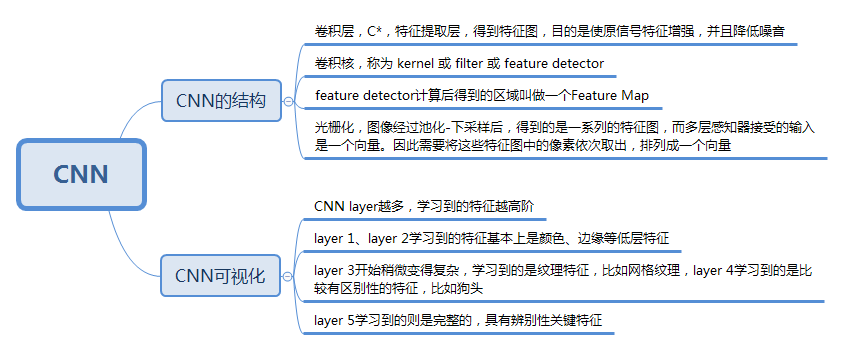 CNN
CNN的结构
卷积层，C*，特征提取层，得到特征图，目的是使原信号特征增强，并且降低噪音
卷积核，称为 kernel 或 filter 或 feature detector
feature detector计算后得到的区域叫做一个Feature Map
光栅化，图像经过池化-下采样后，得到的是一系列的特征图，而多层感知器接受的输入
是一个向量。因此需要将这些特征图中的像素依次取出，排列成一个向量
CNN可视化
CNN layer越多，学习到的特征越高阶
layer 1、layer 2学习到的特征基本上是颜色、边缘等低层特征
layer 3开始稍微变得复杂，学习到的是纹理特征，比如网格纹理，layer 4学习到的是比
较有区别性的特征，比如狗头
layer 5学习到的则是完整的，具有辨别性关键特征